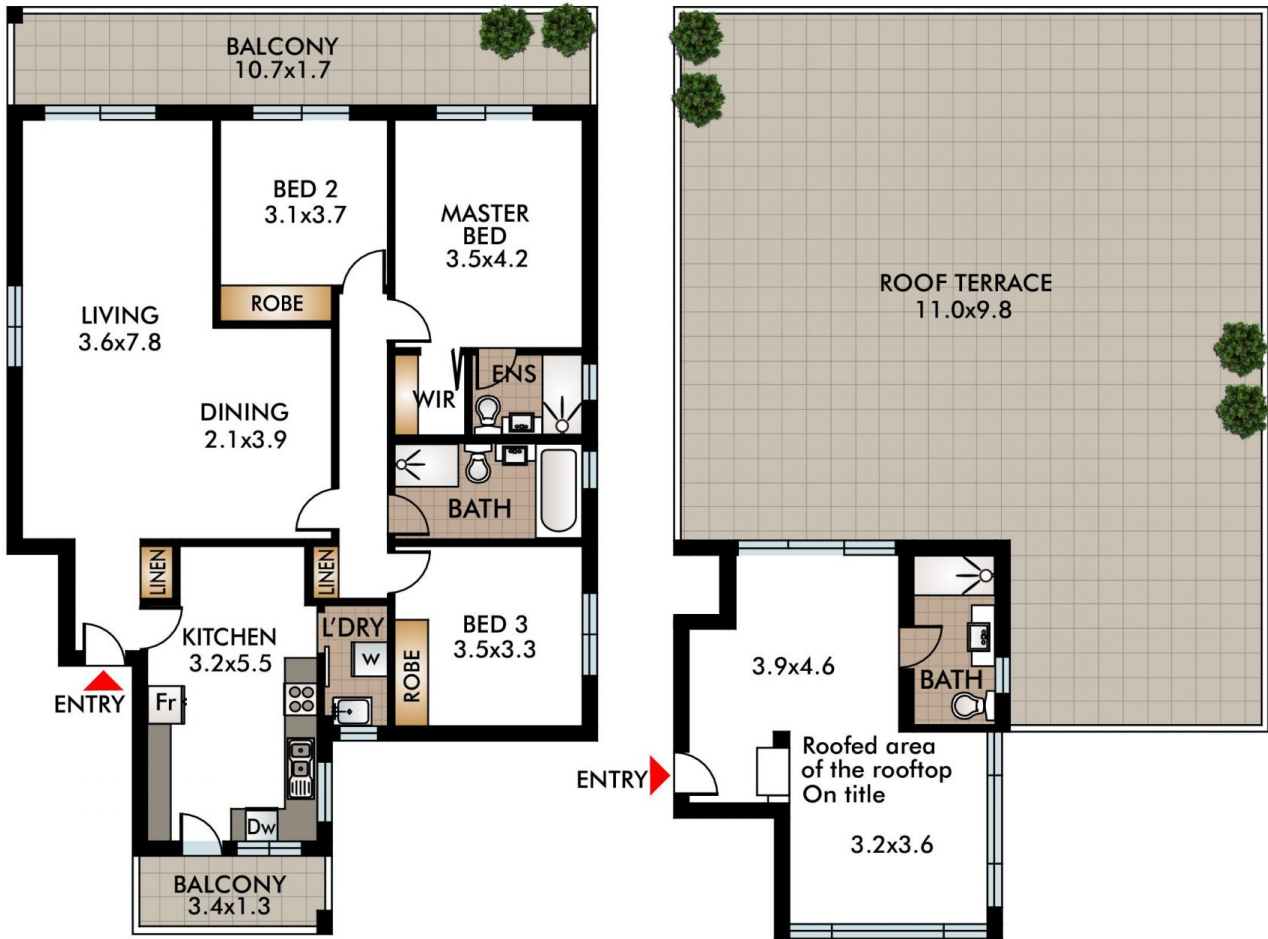 BALCONY
10.7x1.7
BED 2
3.1x3.7
MASTER
BED
3.5x4.2
ROBE
LIVING
3.6x7.8
DINING
2.1x3.9
WIR
ENS
BATH
LINEN
LINEN
KITCHEN
3.2x5.5
L'DRY
W
BED 3
3.5x3.3
ROBE
ENTRY
Fr
Dw
BALCONY
3.4x1.3
ROOF TERRACE
11.0x9.8
3.9x4.6
BATH
ENTRY
Roofed area
of the rooftop
On title
3.2x3.6